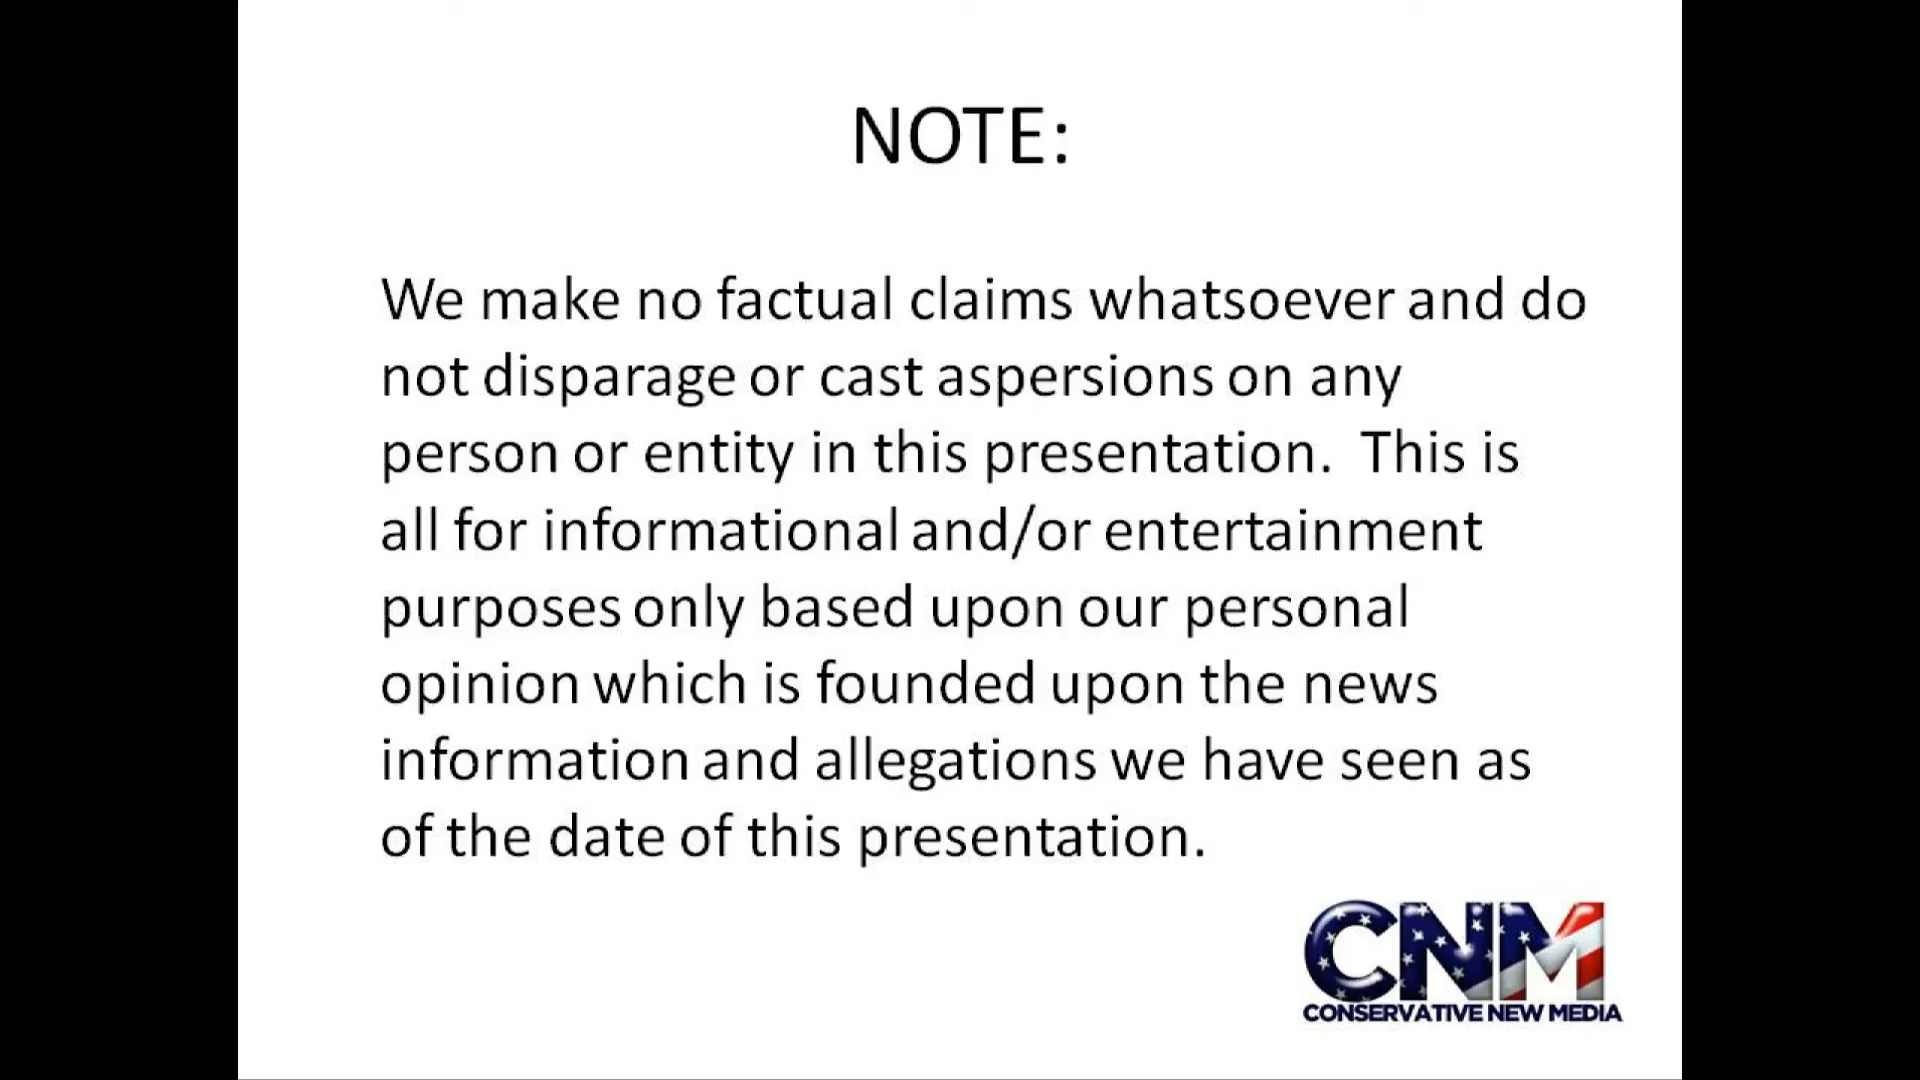 NOTE:
We make no factual claims whatsoever and do
not disparage or cast aspersions on any
person or entity in this presentation.  This is
all for informational and/or entertainment
purposes only based upon our personal
opinion which is founded upon the news
information and allegations we have seen as
of the date of this presentation.
CNM
CONSERVATIVE NEW MEDIA